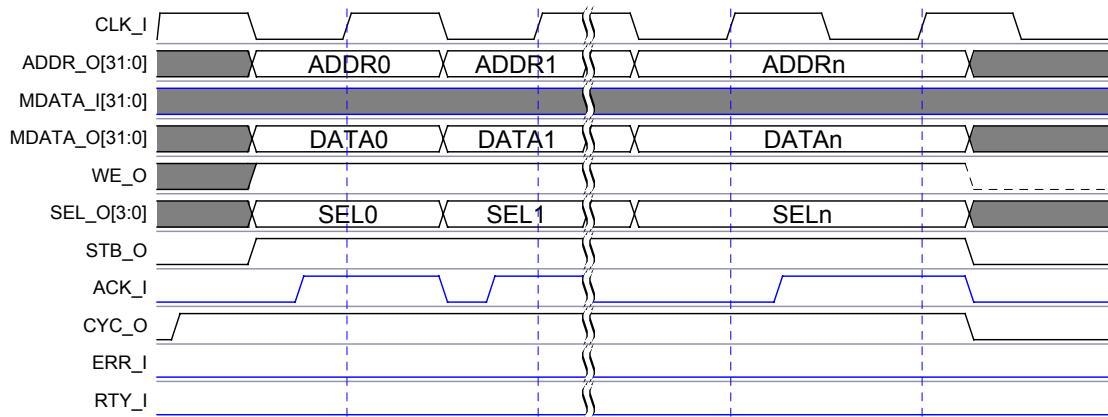 CLK_I
ADDR_O[31:0] ADDR0 ADDR1 ADDRn
MDATA_I[31:0]
MDATA_O[31:0] DATA0 DATA1 DATAn
WE_O
SEL_O[3:0] SEL0 SEL1 SELn
STB_O
ACK_I
CYC_O
ERR_I
RTY_I